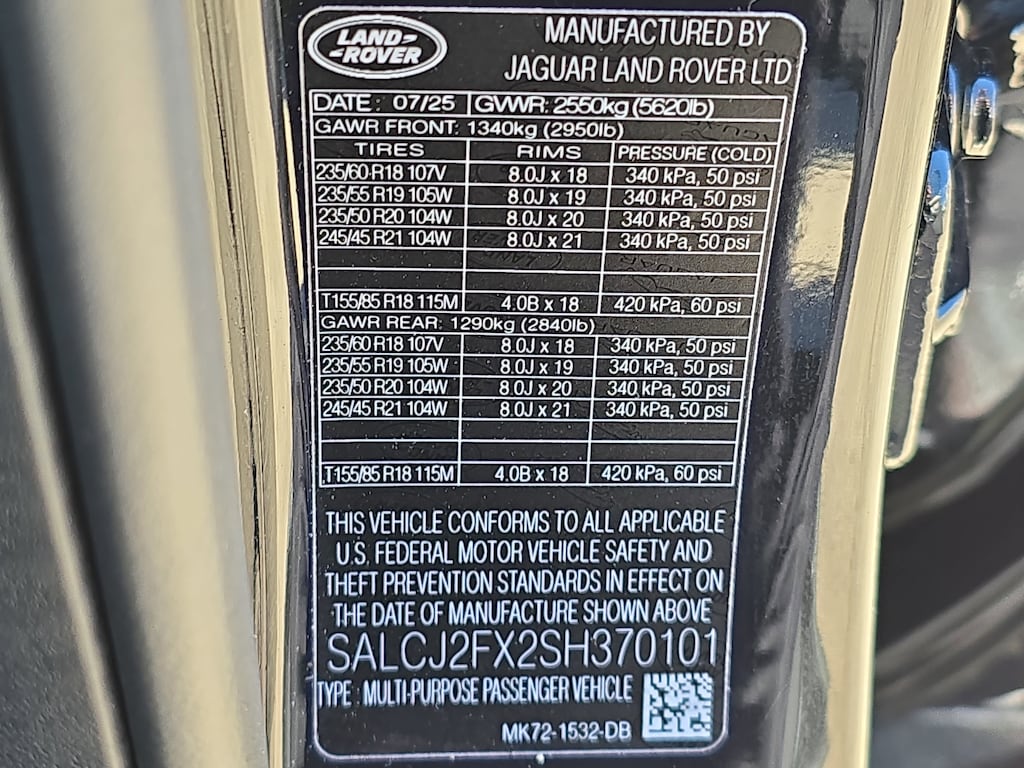 LAND-
-ROVER
MANUFACTURED BY
JAGUAR LAND ROVER LTD
DATE: 07/25 GVWR: 2550kg (5620lb)
GAWR FRONT: 1340kg (2950lb)
TIRES RIMS PRESSURE (COLD)
235/60 R18 107V 8.0J x 18 340 kPa, 50 psi
235/55 R19 105W 8.0J x 19 340 kPa, 50 psi
235/50 R20 104W 8.0J x 20 340 kPa, 50 psi
245/45 R21 104W 8.0J x 21 340 kPa, 50 psi
T155/85 R18 115M 4.0B x 18 420 kPa, 60 psi
GAWR REAR: 1290kg (2840lb)
235/60 R18 107V 8.0J x 18 340 kPa, 50 psi
235/55 R19 105W 8.0J x 19 340 kPa, 50 psi
235/50 R20 104W 8.0J x 20 340 kPa, 50 psi
245/45 R21 104W 8.0J x 21 340 kPa, 50 psi
T155/85 R18 115M 4.0B x 18 420 kPa, 60 psi
THIS VEHICLE CONFORMS TO ALL APPLICABLE
U.S. FEDERAL MOTOR VEHICLE SAFETY AND
THEFT PREVENTION STANDARDS IN EFFECT ON
THE DATE OF MANUFACTURE SHOWN ABOVE
SALCJ2FX2SH370101
TYPE : MULTI-PURPOSE PASSENGER VEHICLE
MK72-1532-DB